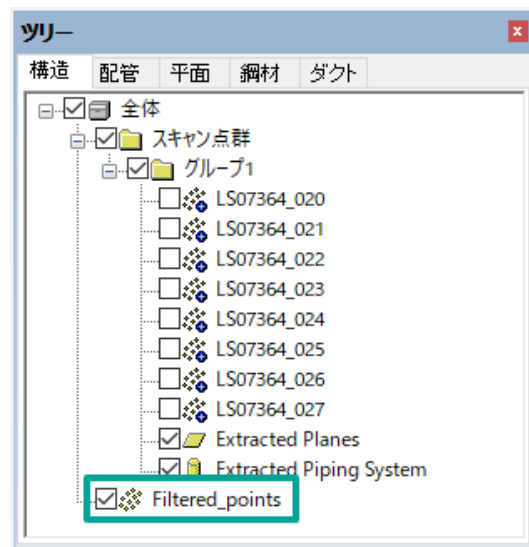 ツリー
構造 配管 平面 鋼材 ダクト
全体
スキャン点群
グループ1
LS07364_020
LS07364_021
LS07364_022
LS07364_023
LS07364_024
LS07364_025
LS07364_026
LS07364_027
Extracted Planes
Extracted Piping System
Filtered_points